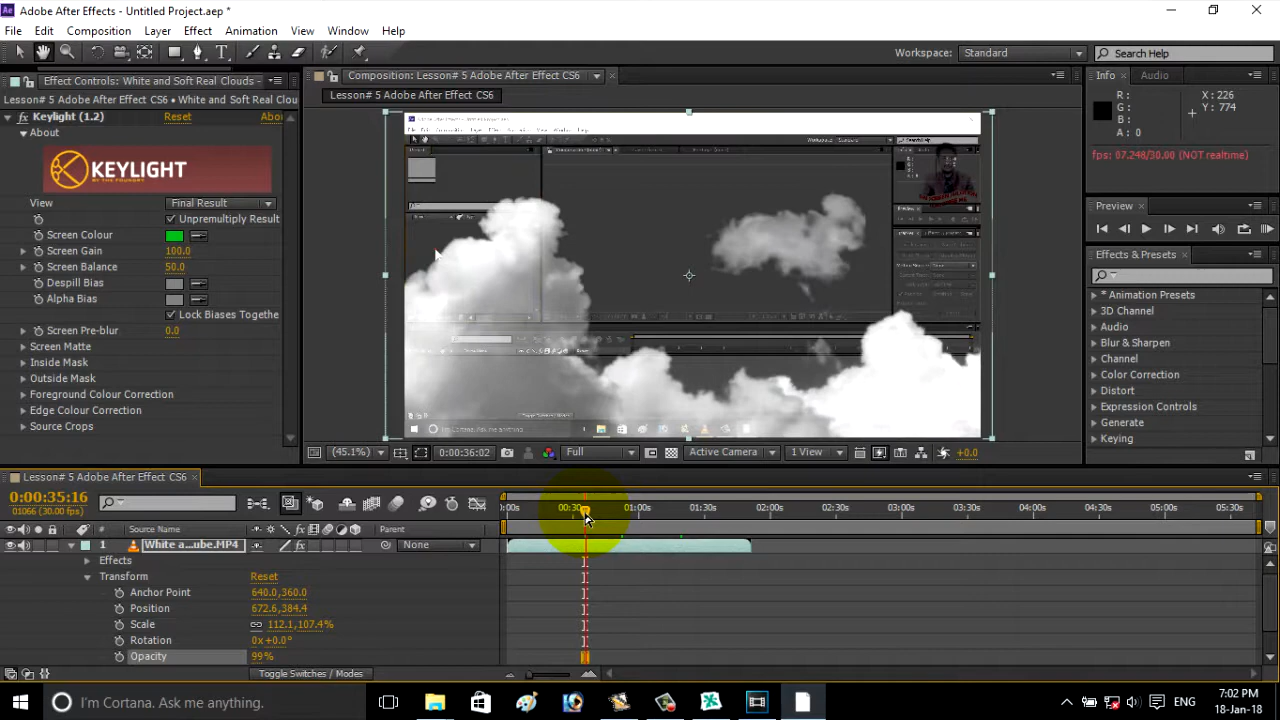 Adobe After Effects - Untitled Project.aep *
File Edit Composition Layer Effect Animation View Window Help
Workspace: Standard Search Help
Effect Controls: White and Soft Real Clouds -
Lesson# 5 Adobe After Effect CS6 • White and Soft Real Clou
Keylight (1.2) Reset Abou
About
KEYLIGHT
BY THE FOUNDRY
View Final Result
Unpremultiply Result
Screen Colour
Screen Gain 100.0
Screen Balance 50.0
Despill Bias
Alpha Bias
Lock Biases Togethe
Screen Pre-blur 0.0
Screen Matte
Inside Mask
Outside Mask
Foreground Colour Correction
Edge Colour Correction
Source Crops
Composition: Lesson# 5 Adobe After Effect CS6
Lesson# 5 Adobe After Effect CS6
I'm Cortana. Ask me anything
(45.1%) 0:00:36:02 Full Active Camera 1 View +0.0
Info Audio
R: X: 226
G: Y: 774
B:
A: 0
fps: 07.248/30.00 (NOT realtime)
Preview
Effects & Presets
* Animation Presets
3D Channel
Audio
Blur & Sharpen
Channel
Color Correction
Distort
Expression Controls
Generate
Keying
Lesson# 5 Adobe After Effect CS6
0:00:35:16
01066 (30.00 fps)
Source Name Parent
):00s 00:30s 01:00s 01:30s 02:00s 02:30s 03:00s 03:30s 04:00s 04:30s 05:00s 05:30s
1 White a...ube.MP4 None
Effects
Transform Reset
Anchor Point 640.0,360.0
Position 672.6,384.4
Scale 112.1,107.4%
Rotation 0x+0.0°
Opacity 99%
Toggle Switches / Modes
I'm Cortana. Ask me anything
ENG
7:02 PM
18-Jan-18